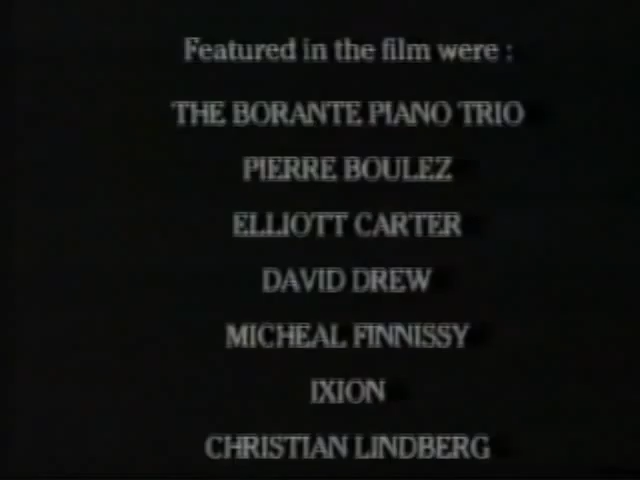 Featured in the film were :
THE BORANTE PIANO TRIO
PIERRE BOULEZ
ELLIOTT CARTER
DAVID DREW
MICHEAL FINNISSY
IXION
CHRISTIAN LINDBERG